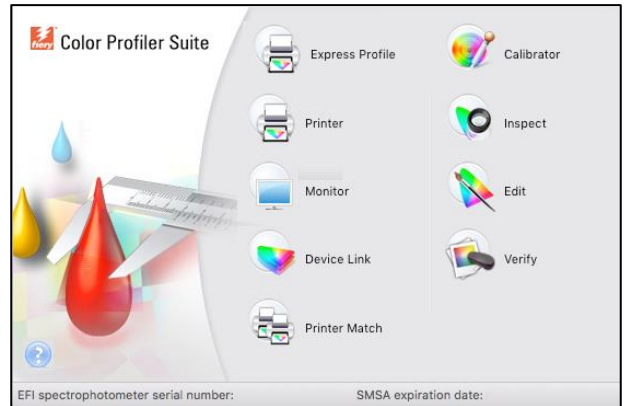 fiery Color Profiler Suite
Express Profile
Printer
Monitor
Device Link
Printer Match
Calibrator
Inspect
Edit
Verify
?
EFI spectrophotometer serial number:
SMSA expiration date: